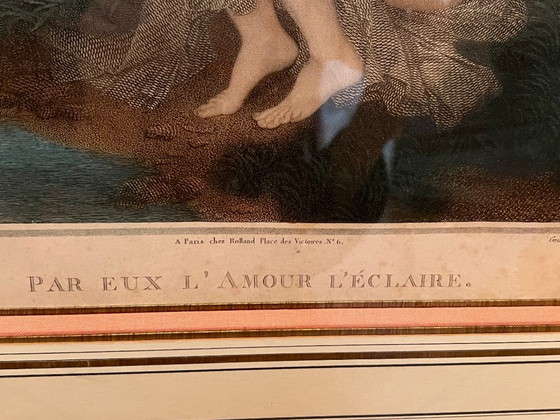 A Paris chez Rolland Place des Victoires. N.º 6.
PAR EUX L'AMOUR L'ÉCLAIRE.